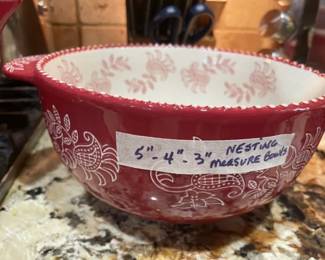 5"- 4"- 3" NESTING
MEASURE BOWLS